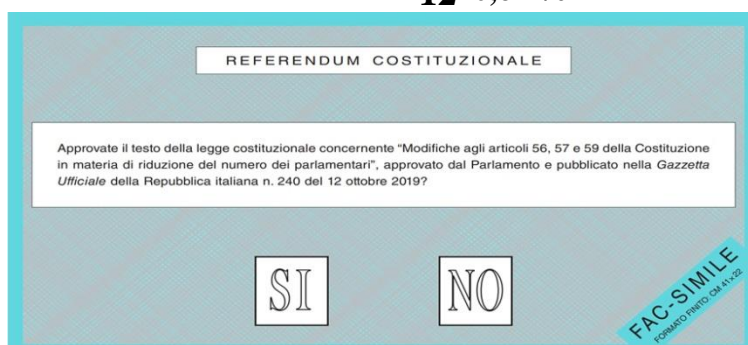 REFERENDUM COSTITUZIONALE
Approvate il testo della legge costituzionale concernente “Modifiche agli articoli 56, 57 e 59 della Costituzione
in materia di riduzione del numero dei parlamentari”, approvato dal Parlamento e pubblicato nella Gazzetta
Ufficiale della Repubblica italiana n. 240 del 12 ottobre 2019?
SI NO
FAC-SIMILE
FORMATO FINITO: CM 41×22